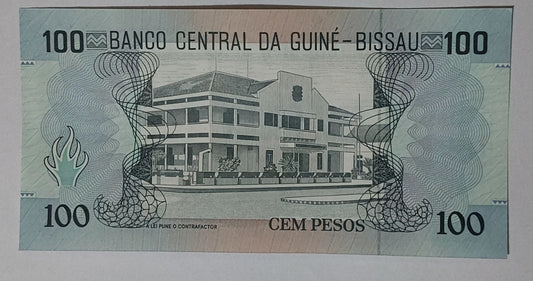 100 BANCO CENTRAL DA GUINÉ-BISSAU 100
100 A LEI PUNE O CONTRAFACTOR CEM PESOS 100